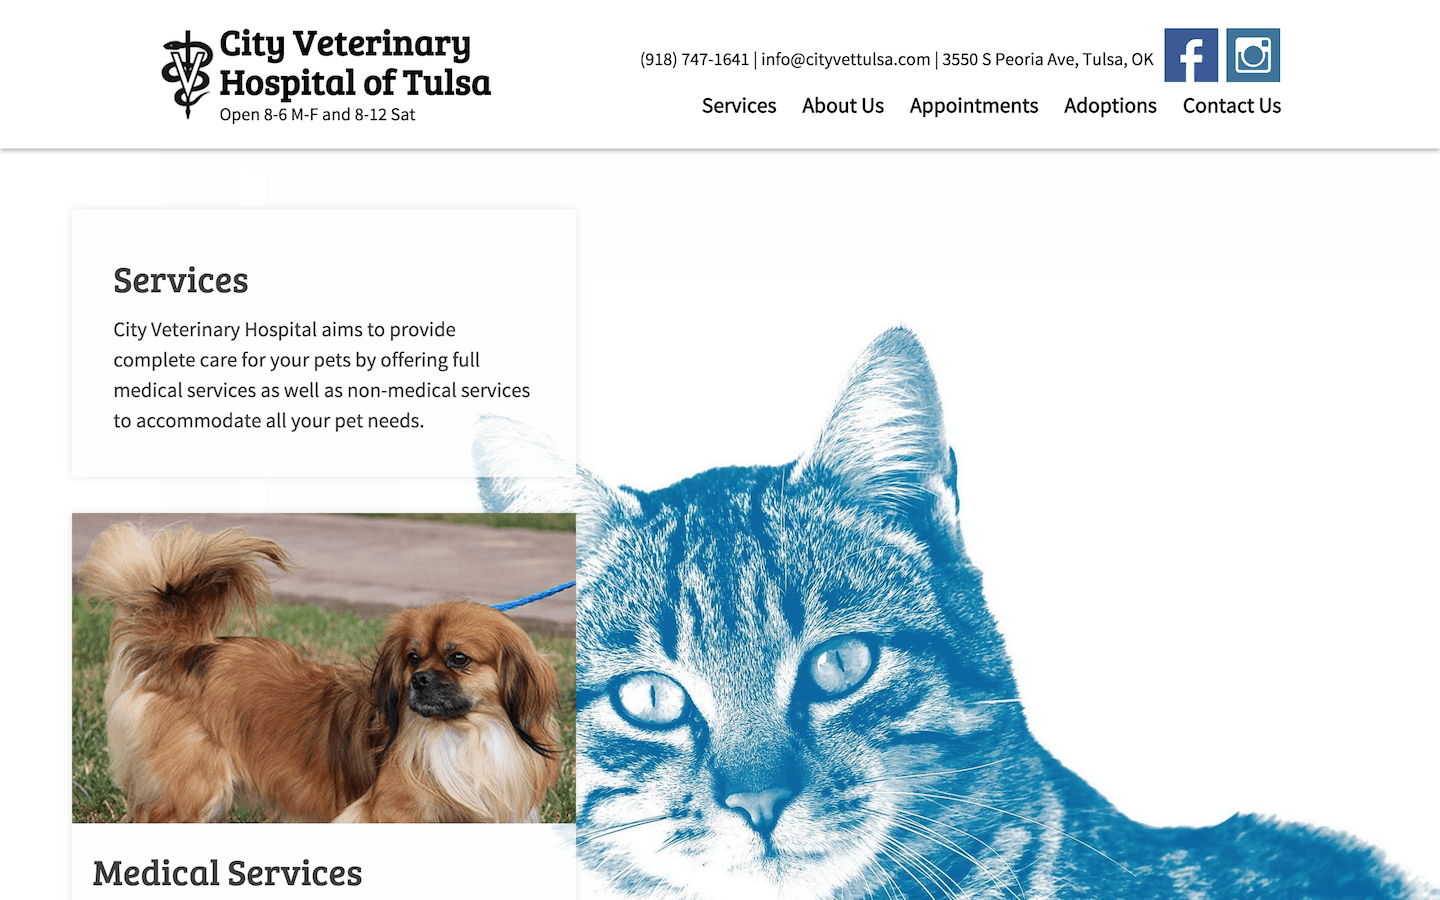 City Veterinary
Hospital of Tulsa
Open 8-6 M-F and 8-12 Sat
(918) 747-1641 | info@cityvettulsa.com | 3550 S Peoria Ave, Tulsa, OK
Services About Us Appointments Adoptions Contact Us
Services
City Veterinary Hospital aims to provide
complete care for your pets by offering full
medical services as well as non-medical services
to accommodate all your pet needs.
Medical Services